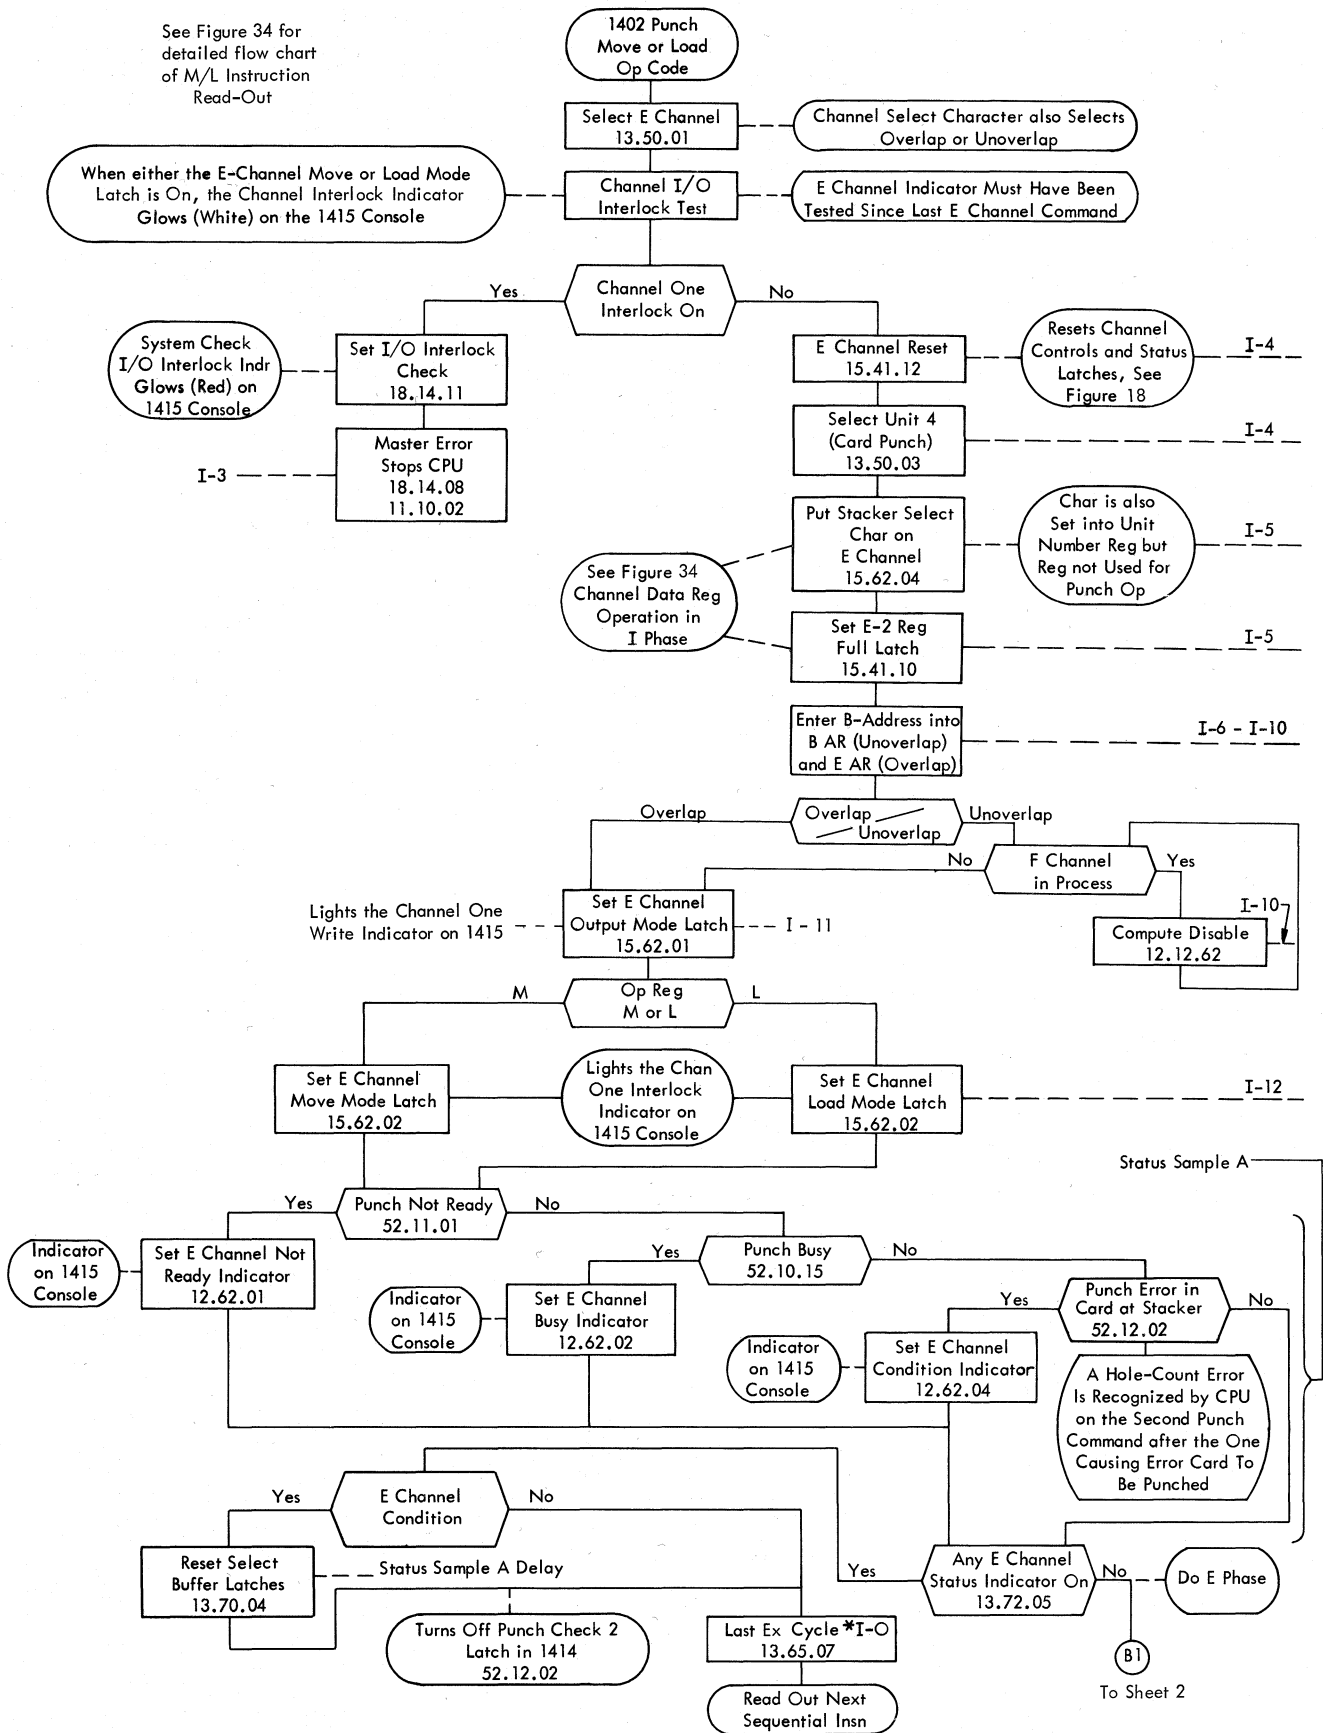 See Figure 34 for
detailed flow chart
of M/L Instruction
Read-Out
1402 Punch
Move or Load
Op Code
Select E Channel
13.50.01
Channel Select Character also Selects
Overlap or Unoverlap
When either the E-Channel Move or Load Mode
Latch is On, the Channel Interlock Indicator
Glows (White) on the 1415 Console
Channel I/O
Interlock Test
E Channel Indicator Must Have Been
Tested Since Last E Channel Command
Yes
Channel One
Interlock On
No
System Check
I/O Interlock Indr
Glows (Red) on
1415 Console
Set I/O Interlock
Check
18.14.11
E Channel Reset
15.41.12
Resets Channel
Controls and Status
Latches, See
Figure 18
I-4
I-3
Master Error
Stops CPU
18.14.08
11.10.02
Select Unit 4
(Card Punch)
13.50.03
I-4
Put Stacker Select
Char on
E Channel
15.62.04
Char is also
Set into Unit
Number Reg but
Reg not Used for
Punch Op
I-5
See Figure 34
Channel Data Reg
Operation in
I Phase
Set E-2 Reg
Full Latch
15.41.10
I-5
Enter B-Address into
B AR (Unoverlap)
and E AR (Overlap)
I-6 - I-10
Overlap
Overlap
Unoverlap
Unoverlap
No
F Channel
in Process
Yes
I-10
Compute Disable
12.12.62
Lights the Channel One
Write Indicator on 1415
Set E Channel
Output Mode Latch
15.62.01
I - 11
M
Op Reg
M or L
L
Set E Channel
Move Mode Latch
15.62.02
Lights the Chan
One Interlock
Indicator on
1415 Console
Set E Channel
Load Mode Latch
15.62.02
I-12
Status Sample A
Yes
Punch Not Ready
52.11.01
No
Indicator
on 1415
Console
Set E Channel Not
Ready Indicator
12.62.01
Yes
Punch Busy
52.10.15
No
Indicator
on 1415
Console
Set E Channel
Busy Indicator
12.62.02
Yes
Punch Error in
Card at Stacker
52.12.02
No
Indicator
on 1415
Console
Set E Channel
Condition Indicator
12.62.04
A Hole-Count Error
Is Recognized by CPU
on the Second Punch
Command after the One
Causing Error Card To
Be Punched
Yes
E Channel
Condition
No
Reset Select
Buffer Latches
13.70.04
Status Sample A Delay
Yes
Any E Channel
Status Indicator On
13.72.05
No
Do E Phase
Turns Off Punch Check 2
Latch in 1414
52.12.02
Last Ex Cycle *I-O
13.65.07
B1
To Sheet 2
Read Out Next
Sequential Insn